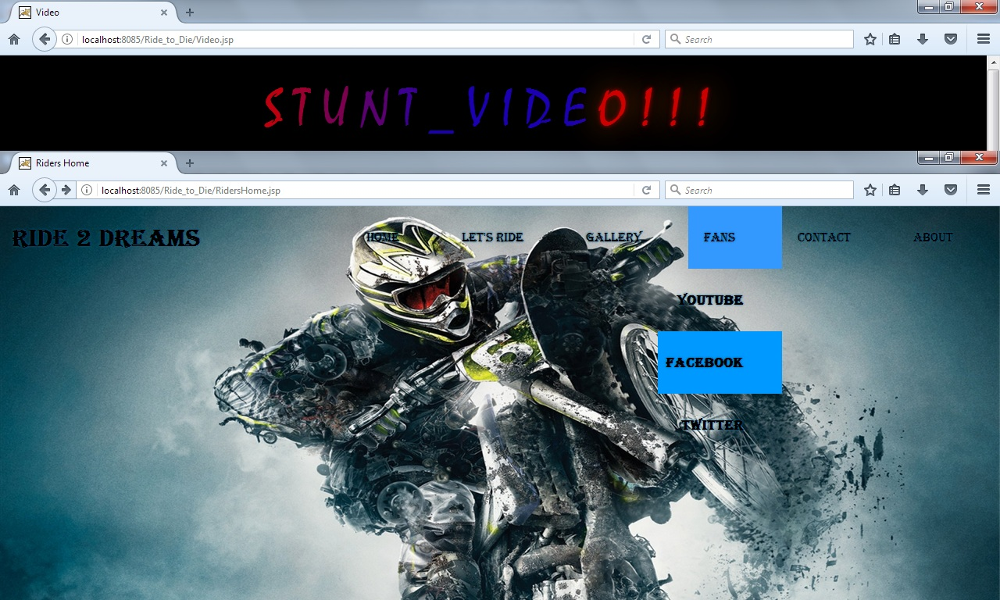 Video
localhost:8085/Ride_to_Die/Video.jsp
Search
STUNT_VIDEO!!!
Riders Home
localhost:8085/Ride_to_Die/RidersHome.jsp
Search
RIDE 2 DREAMS HOME LET'S RIDE GALLERY FANS CONTACT ABOUT
YOUTUBE
FACEBOOK
6
TWITTER